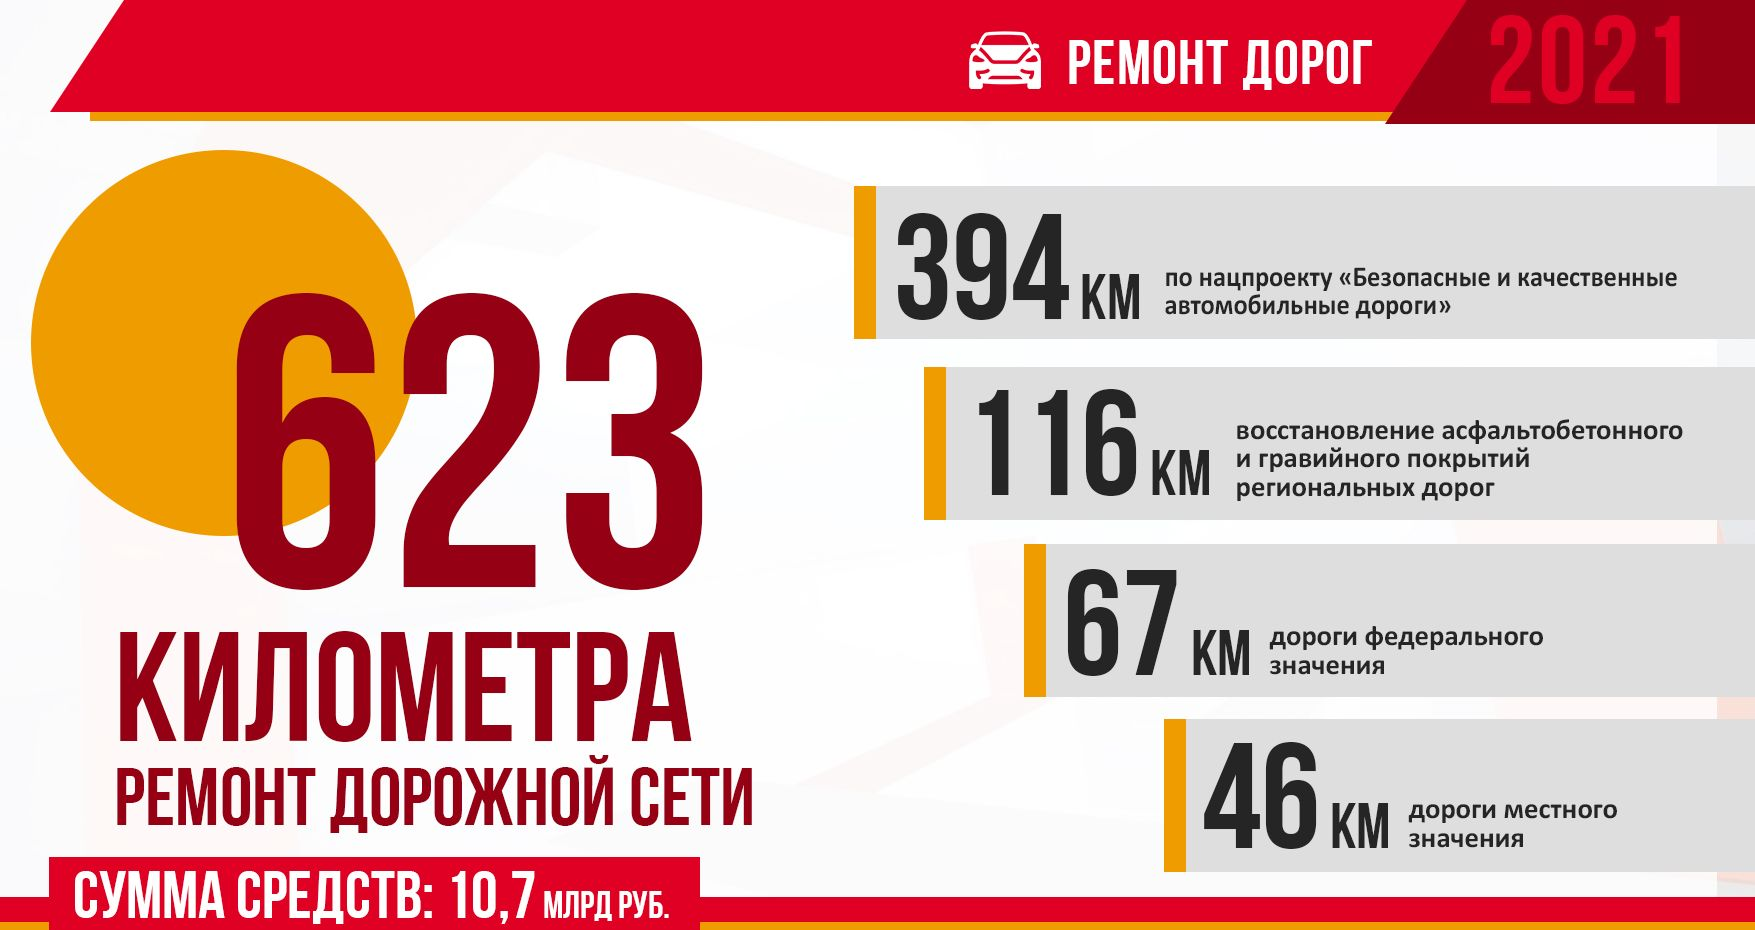 РЕМОНТ ДОРОГ
2021
623
КИЛОМЕТРА
РЕМОНТ ДОРОЖНОЙ СЕТИ
СУММА СРЕДСТВ: 10,7 МЛРД РУБ.
394 КМ
по нацпроекту «Безопасные и качественные
автомобильные дороги»
116 КМ
восстановление асфальтобетонного
и гравийного покрытий
региональных дорог
67 КМ
дороги федерального
значения
46 КМ
дороги местного
значения